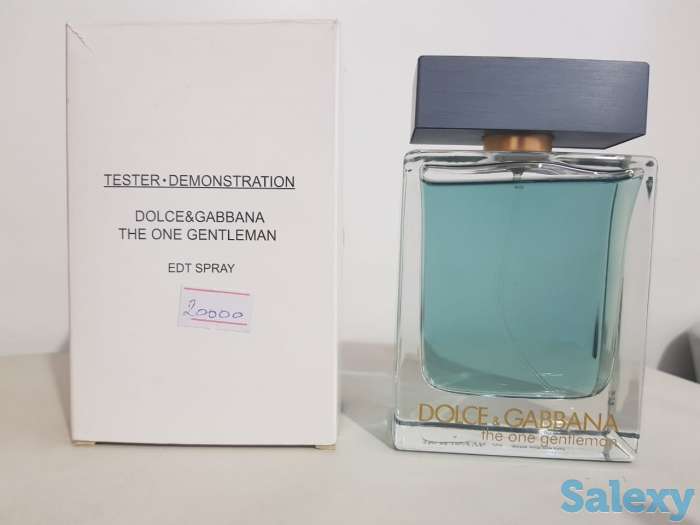 TESTER•DEMONSTRATION
DOLCE&GABBANA
THE ONE GENTLEMAN
EDT SPRAY
20000
DOLCE & GABBANA
the one gentleman
Salexy